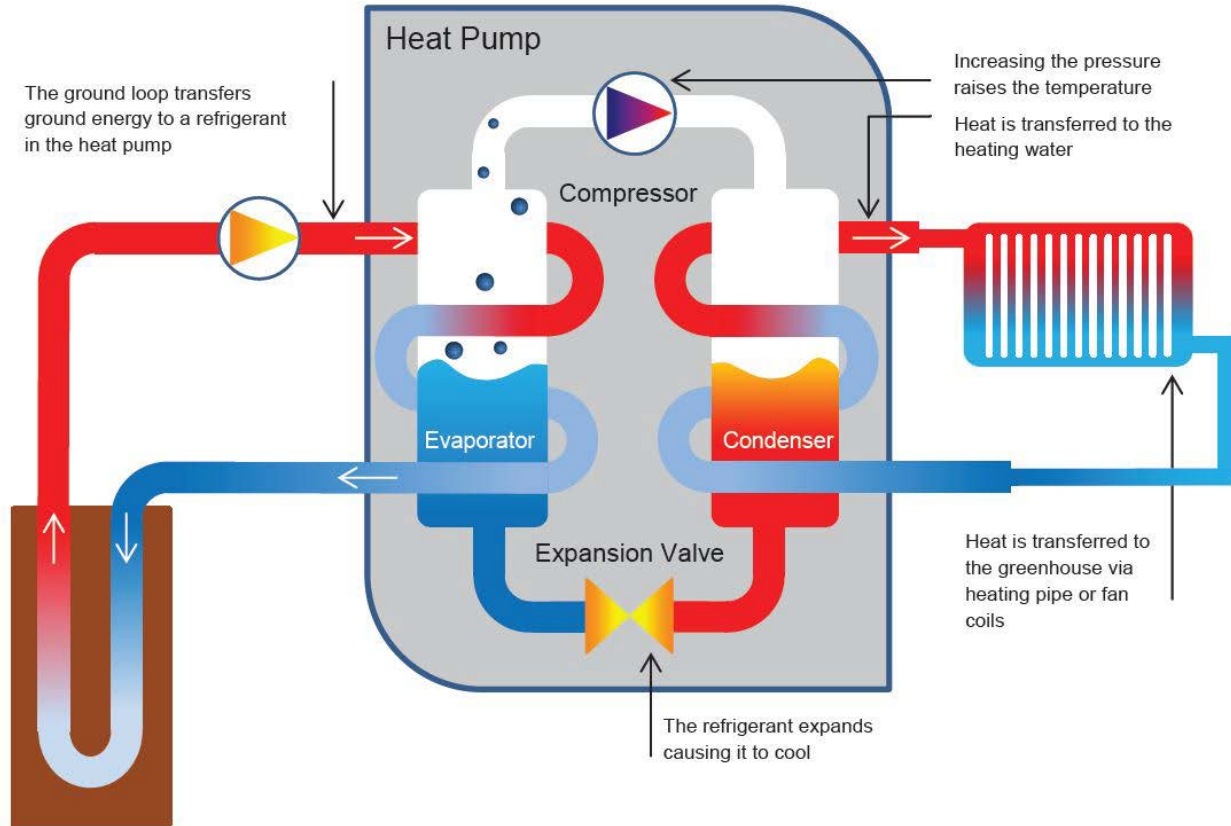 Heat Pump
The ground loop transfers
ground energy to a refrigerant
in the heat pump
Increasing the pressure
raises the temperature
Heat is transferred to the
heating water
Compressor
Evaporator
Condenser
Expansion Valve
Heat is transferred to
the greenhouse via
heating pipe or fan
coils
The refrigerant expands
causing it to cool